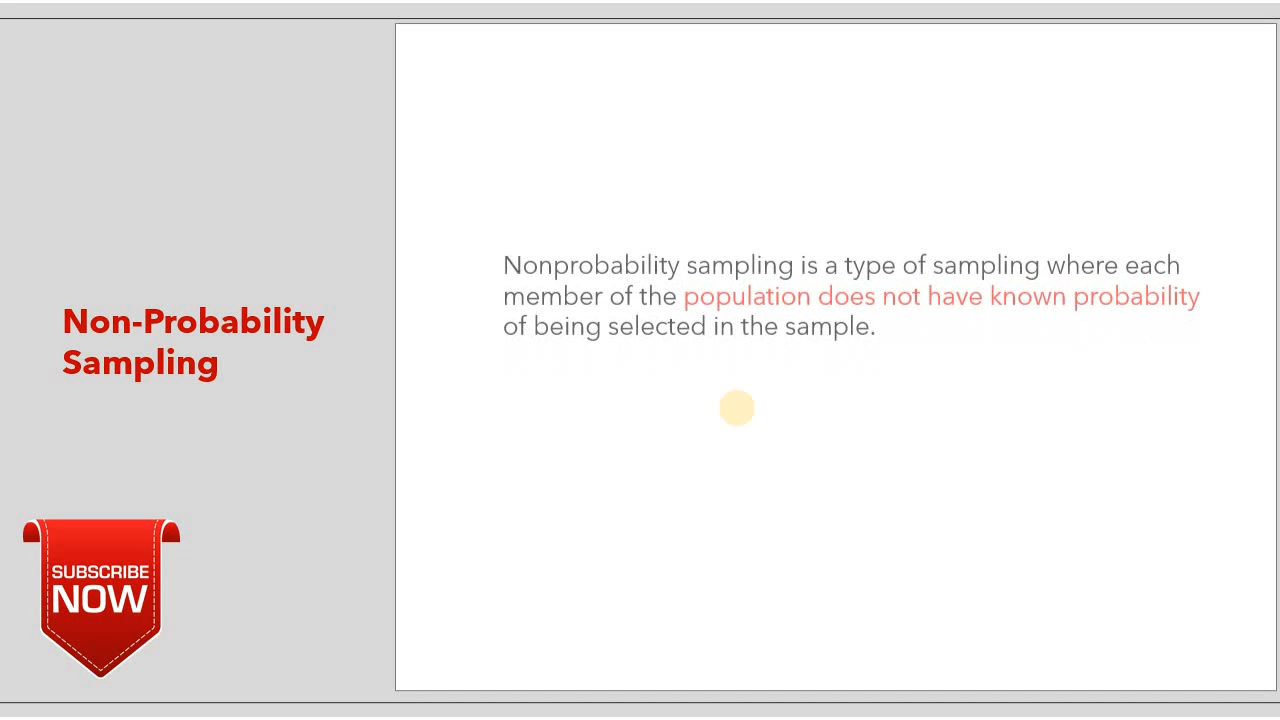 Non-Probability
Sampling
Nonprobability sampling is a type of sampling where each
member of the population does not have known probability
of being selected in the sample.
SUBSCRIBE
NOW